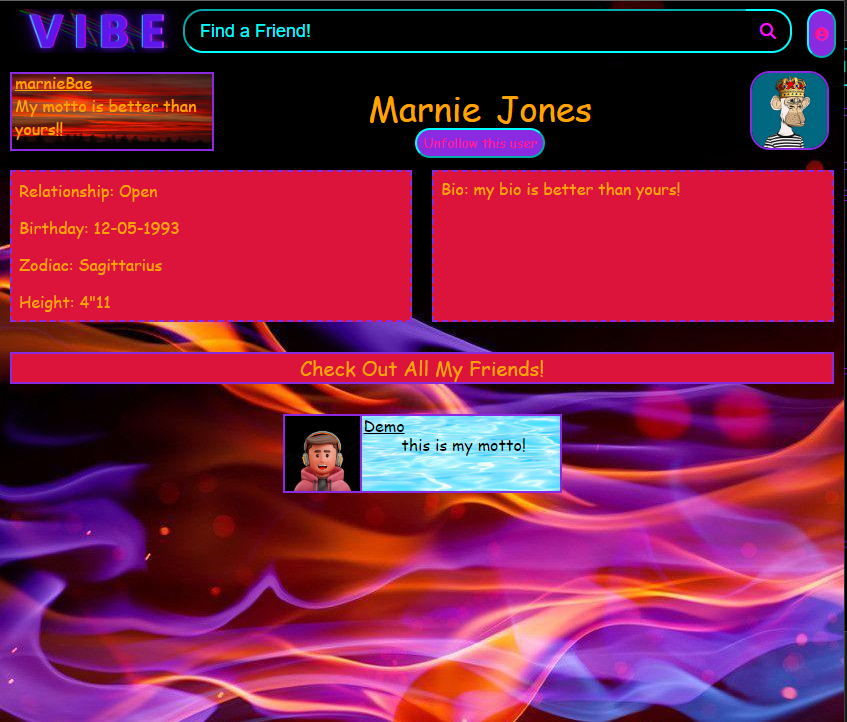 VIBE
Find a Friend!
marnieBae
My motto is better than
yours!!
Marnie Jones
Unfollow this user
Relationship: Open
Birthday: 12-05-1993
Zodiac: Sagittarius
Height: 4"11
Bio: my bio is better than yours!
Check Out All My Friends!
Demo
this is my motto!